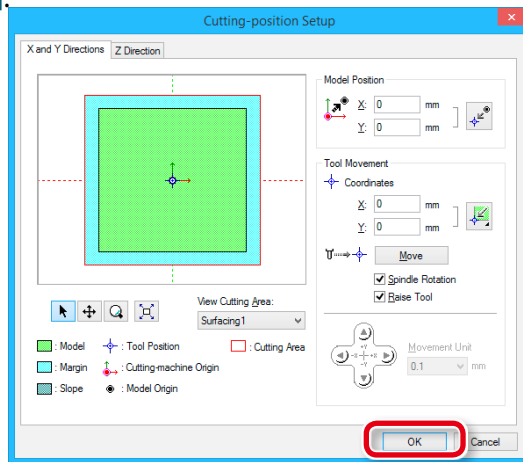 Cutting-position Setup
X and Y Directions
Z Direction
Model Position
X: 0 mm
Y: 0 mm
Tool Movement
Coordinates
X: 0 mm
Y: 0 mm
Move
Spindle Rotation
Raise Tool
View Cutting Area:
Surfacing1
: Model
: Tool Position
: Cutting Area
: Margin
: Cutting-machine Origin
: Slope
: Model Origin
+Y
-X
+X
-Y
Movement Unit
0.1 mm
OK
Cancel